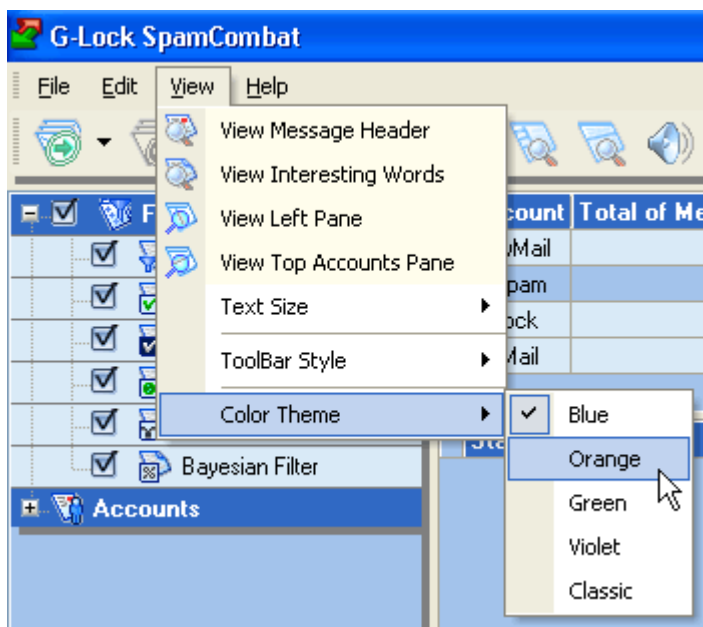 G-Lock SpamCombat
File Edit View Help
View Message Header
View Interesting Words
View Left Pane
View Top Accounts Pane
Text Size
ToolBar Style
Color Theme
Total of
Blue
Orange
Green
Violet
Classic
Bayesian Filter
Accounts